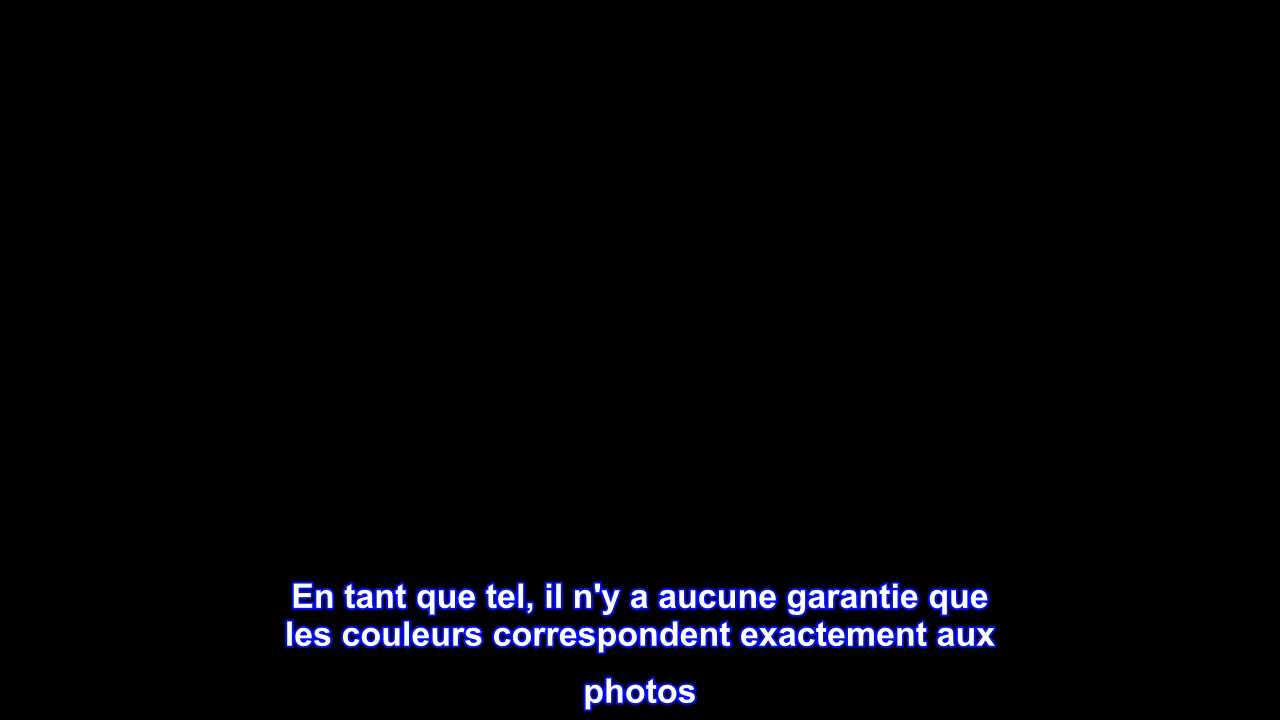 En tant que tel, il n'y a aucune garantie que
les couleurs correspondent exactement aux
photos